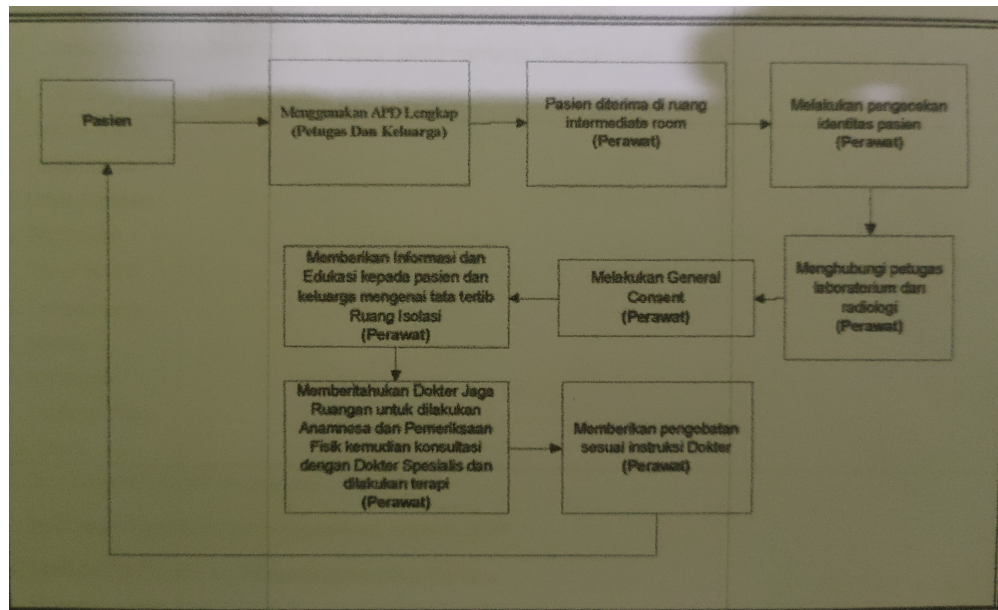 Pasien
Menggunakan APD Lengkap
(Petugas Dan Keluarga)
Pasien diterima di ruang
intermediate room
(Perawat)
Melakukan pengecekan
identitas pasien
(Perawat)
Menghubungi petugas
laboratorium dan
radiologi
(Perawat)
Melakukan General
Consent
(Perawat)
Memberikan Informasi dan
Edukasi kepada pasien dan
keluarga mengenai tata tertib
Ruang Isolasi
(Perawat)
Memberitahukan Dokter Jaga
Ruangan untuk dilakukan
Anamnesa dan Pemeriksaan
Fisik kemudian konsultasi
dengan Dokter Spesialis dan
dilakukan terapi
(Perawat)
Memberikan pengobatan
sesuai instruksi Dokter
(Perawat)